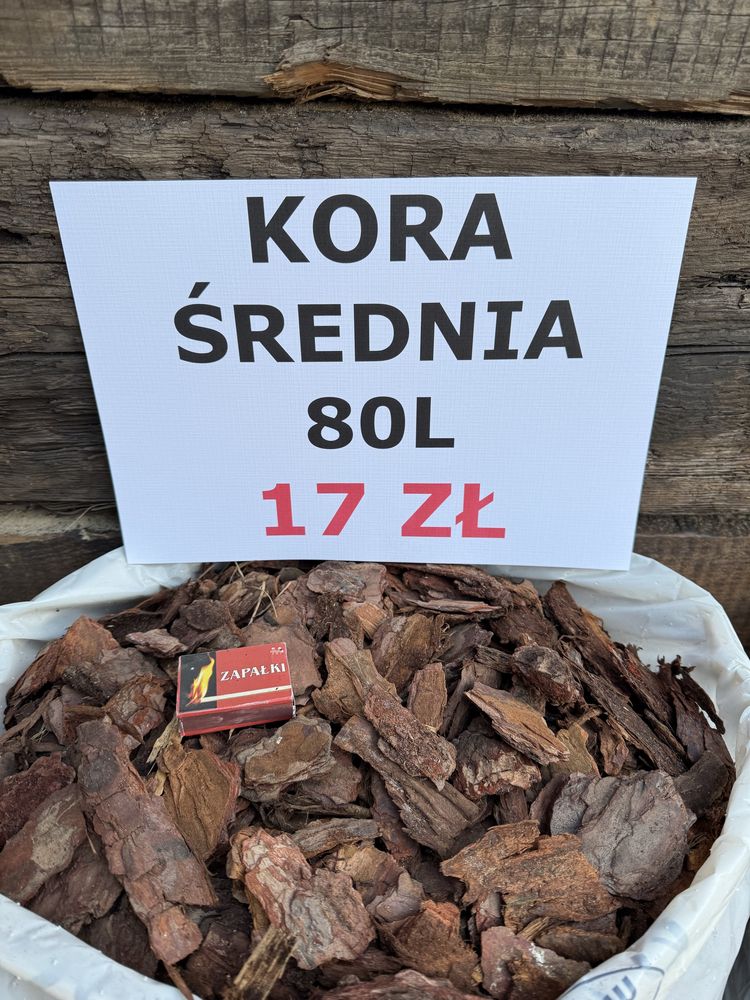 KORA
ŚREDNIA
80L
17 ZŁ
ZAPAŁKI